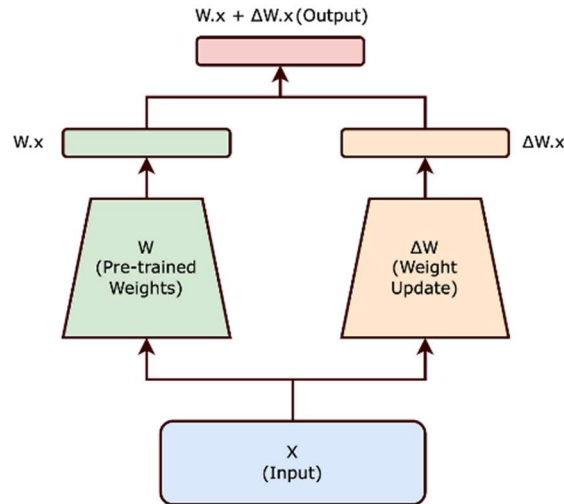 W.x + ΔW.x(Output)
W.x
ΔW.x
W
(Pre-trained
Weights)
ΔW
(Weight
Update)
X
(Input)